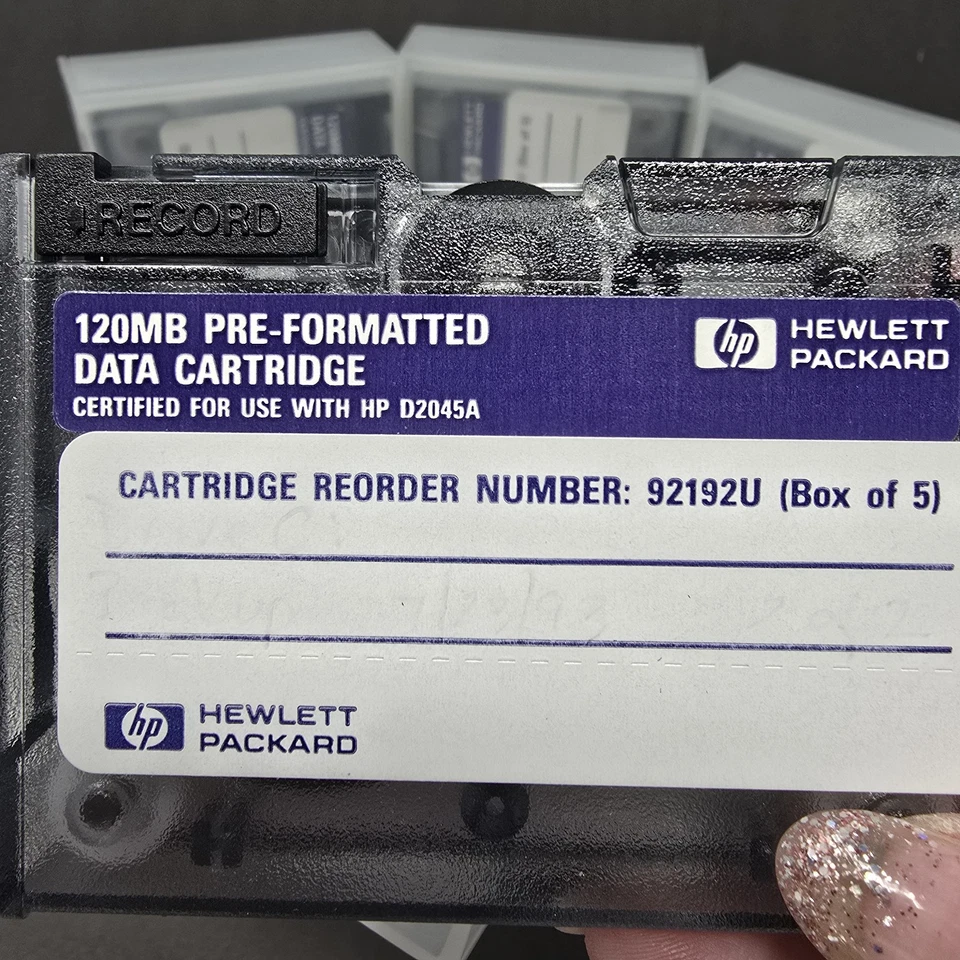 RECORD
120MB PRE-FORMATTED
DATA CARTRIDGE
CERTIFIED FOR USE WITH HP D2045A
hp HEWLETT
PACKARD
CARTRIDGE REORDER NUMBER: 92192U (Box of 5)
hp HEWLETT
PACKARD